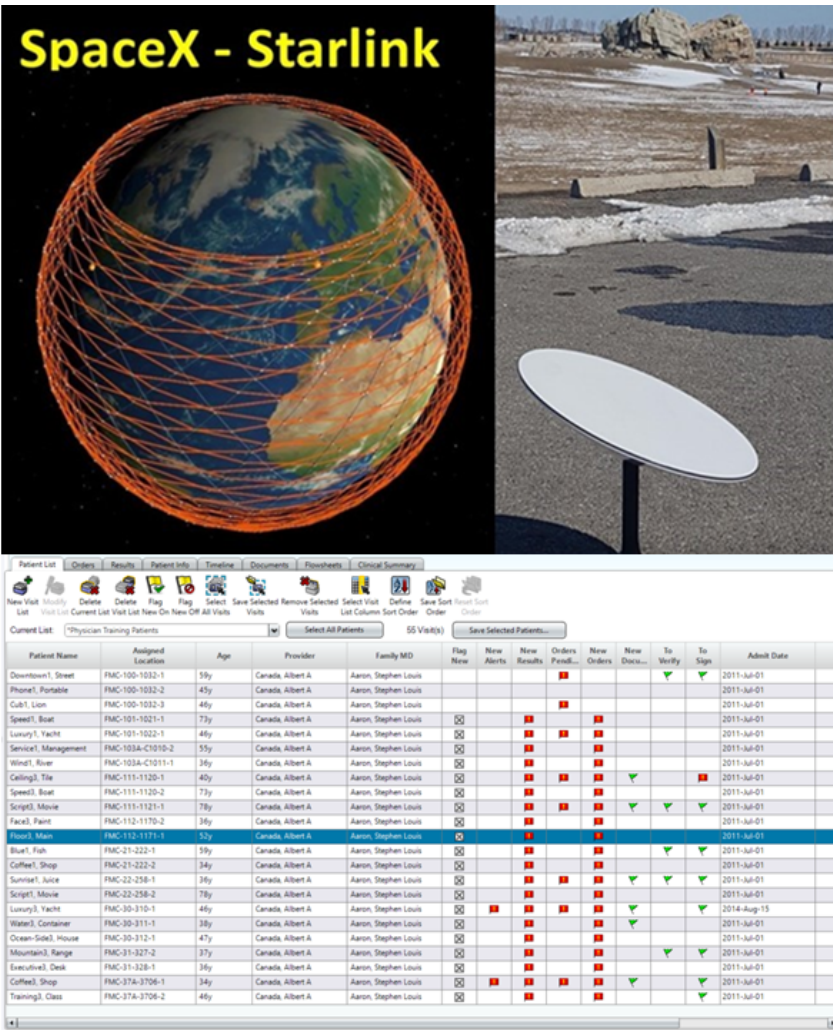 SpaceX - Starlink
Patient List Orders Results Patient Info Timeline Documents Flowsheets Clinical Summary
New Visit List Modify Visit List Delete Current List Delete Visit List Flag New On Flag New Off Select All Visits Save Selected Visits Remove Selected Visits Select Visit List Column Define Sort Order Save Sort Order Reset Sort Order
Current List: *Physician Training Patients Select All Patients 55 Visit(s) Save Selected Patients...
Patient Name Assigned Location Age Provider Family MD Flag New New Alerts New Results Orders Pendi... New Orders New Docu... To Verify To Sign Admit Date
Downtown1, Street FMC-100-1032-1 59y Canada, Albert A Aaron, Stephen Louis 2011-Jul-01
Phone1, Portable FMC-100-1032-2 45y Canada, Albert A Aaron, Stephen Louis 2011-Jul-01
Cub1, Lion FMC-100-1032-3 46y Canada, Albert A Aaron, Stephen Louis 2011-Jul-01
Speed1, Boat FMC-101-1021-1 73y Canada, Albert A Aaron, Stephen Louis 2011-Jul-01
Luxury1, Yacht FMC-101-1022-1 46y Canada, Albert A Aaron, Stephen Louis 2011-Jul-01
Service1, Management FMC-103A-C1010-2 55y Canada, Albert A Aaron, Stephen Louis 2011-Jul-01
Wind1, River FMC-103A-C1011-1 36y Canada, Albert A Aaron, Stephen Louis 2011-Jul-01
Ceiling3, Tile FMC-111-1120-1 40y Canada, Albert A Aaron, Stephen Louis 2011-Jul-01
Speed3, Boat FMC-111-1120-2 73y Canada, Albert A Aaron, Stephen Louis 2011-Jul-01
Script3, Movie FMC-111-1121-1 78y Canada, Albert A Aaron, Stephen Louis 2011-Jul-01
Face3, Paint FMC-112-1170-2 36y Canada, Albert A Aaron, Stephen Louis 2011-Jul-01
Floor3, Main FMC-112-1171-1 52y Canada, Albert A Aaron, Stephen Louis 2011-Jul-01
Blue1, Fish FMC-21-222-1 59y Canada, Albert A Aaron, Stephen Louis 2011-Jul-01
Coffee1, Shop FMC-21-222-2 34y Canada, Albert A Aaron, Stephen Louis 2011-Jul-01
Sunrise1, Juice FMC-22-258-1 36y Canada, Albert A Aaron, Stephen Louis 2011-Jul-01
Script1, Movie FMC-22-258-2 78y Canada, Albert A Aaron, Stephen Louis 2011-Jul-01
Luxury3, Yacht FMC-30-310-1 46y Canada, Albert A Aaron, Stephen Louis 2014-Aug-15
Water3, Container FMC-30-311-1 38y Canada, Albert A Aaron, Stephen Louis 2011-Jul-01
Ocean-Side3, House FMC-30-312-1 47y Canada, Albert A Aaron, Stephen Louis 2011-Jul-01
Mountain3, Range FMC-31-327-2 37y Canada, Albert A Aaron, Stephen Louis 2011-Jul-01
Executive3, Desk FMC-31-328-1 36y Canada, Albert A Aaron, Stephen Louis 2011-Jul-01
Coffee3, Shop FMC-37A-3706-1 34y Canada, Albert A Aaron, Stephen Louis 2011-Jul-01
Training3, Class FMC-37A-3706-2 46y Canada, Albert A Aaron, Stephen Louis 2011-Jul-01